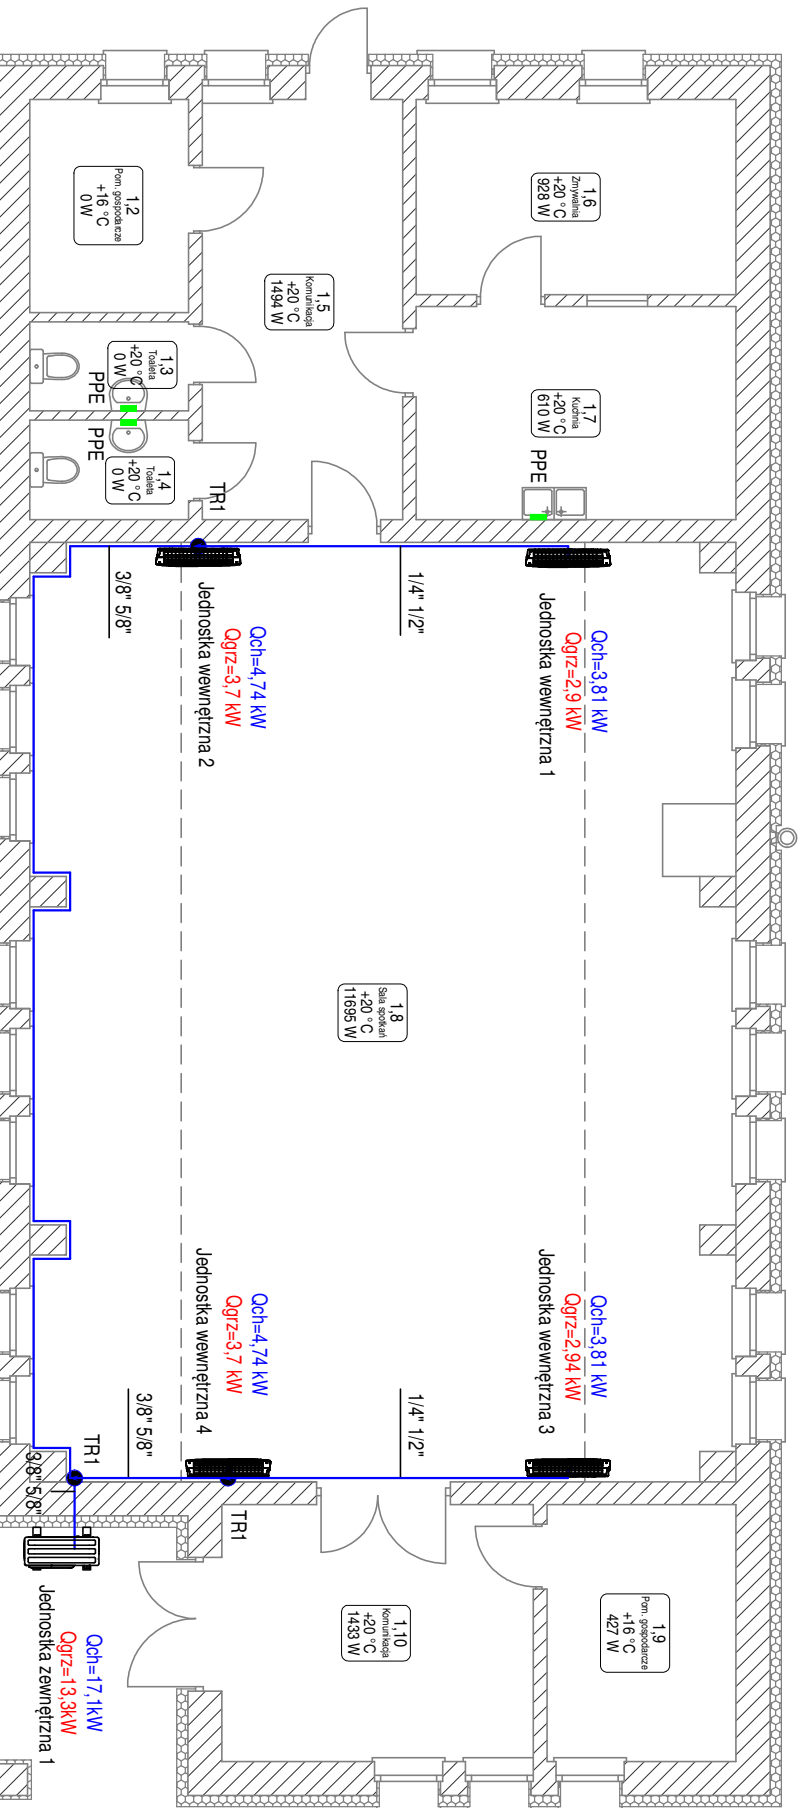 1,2
Pom. gospodarcze
+16 °C
0 W
1,3
Toaleta
+20 °C
0 W
PPE
PPE
1,4
Toaleta
+20 °C
0 W
1,5
Komunikacja
+20 °C
1494 W
1,6
Zmywalnia
+20 °C
928 W
1,7
Kuchnia
+20 °C
610 W
PPE
TR1
3/8" 5/8"
1/4" 1/2"
Qch=4,74 kW
Qgrz=3,7 kW
Jednostka wewnętrzna 2
Qch=3,81 kW
Qgrz=2,9 kW
Jednostka wewnętrzna 1
1,8
Sala spotkań
+20 °C
11695 W
Qch=4,74 kW
Qgrz=3,7 kW
Jednostka wewnętrzna 4
Qch=3,81 kW
Qgrz=2,94 kW
Jednostka wewnętrzna 3
3/8" 5/8"
1/4" 1/2"
TR1
3/8" 5/8"
TR1
1,9
Pom. gospodarcze
+16 °C
427 W
1,10
Komunikacja
+20 °C
1433 W
Qch=17,1kW
Qgrz=13,3kW
Jednostka zewnętrzna 1